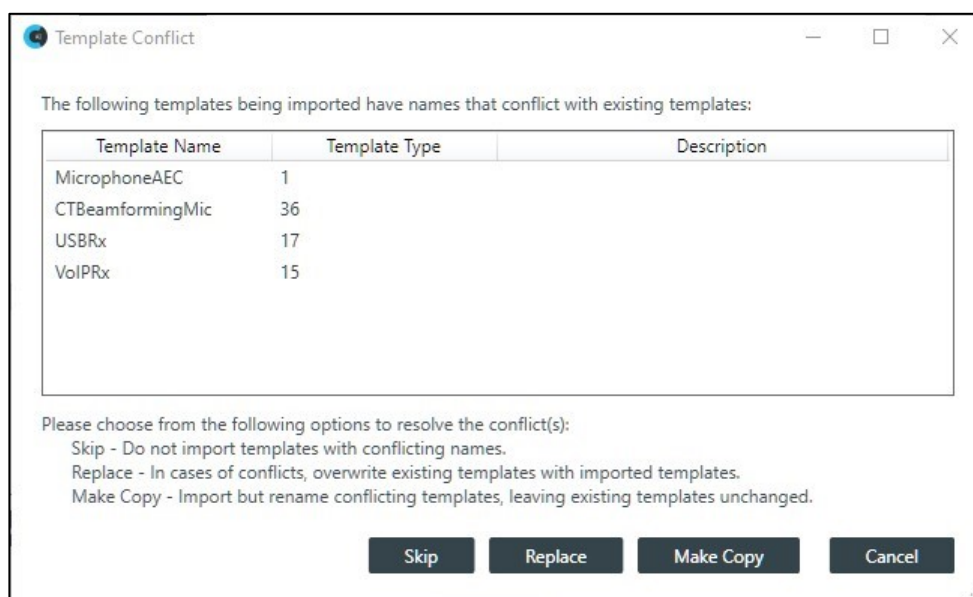 Template Conflict
The following templates being imported have names that conflict with existing templates:
Template Name Template Type Description
MicrophoneAEC 1
CTBeamformingMic 36
USBRx 17
VoIPRx 15
Please choose from the following options to resolve the conflict(s):
Skip - Do not import templates with conflicting names.
Replace - In cases of conflicts, overwrite existing templates with imported templates.
Make Copy - Import but rename conflicting templates, leaving existing templates unchanged.
Skip Replace Make Copy Cancel